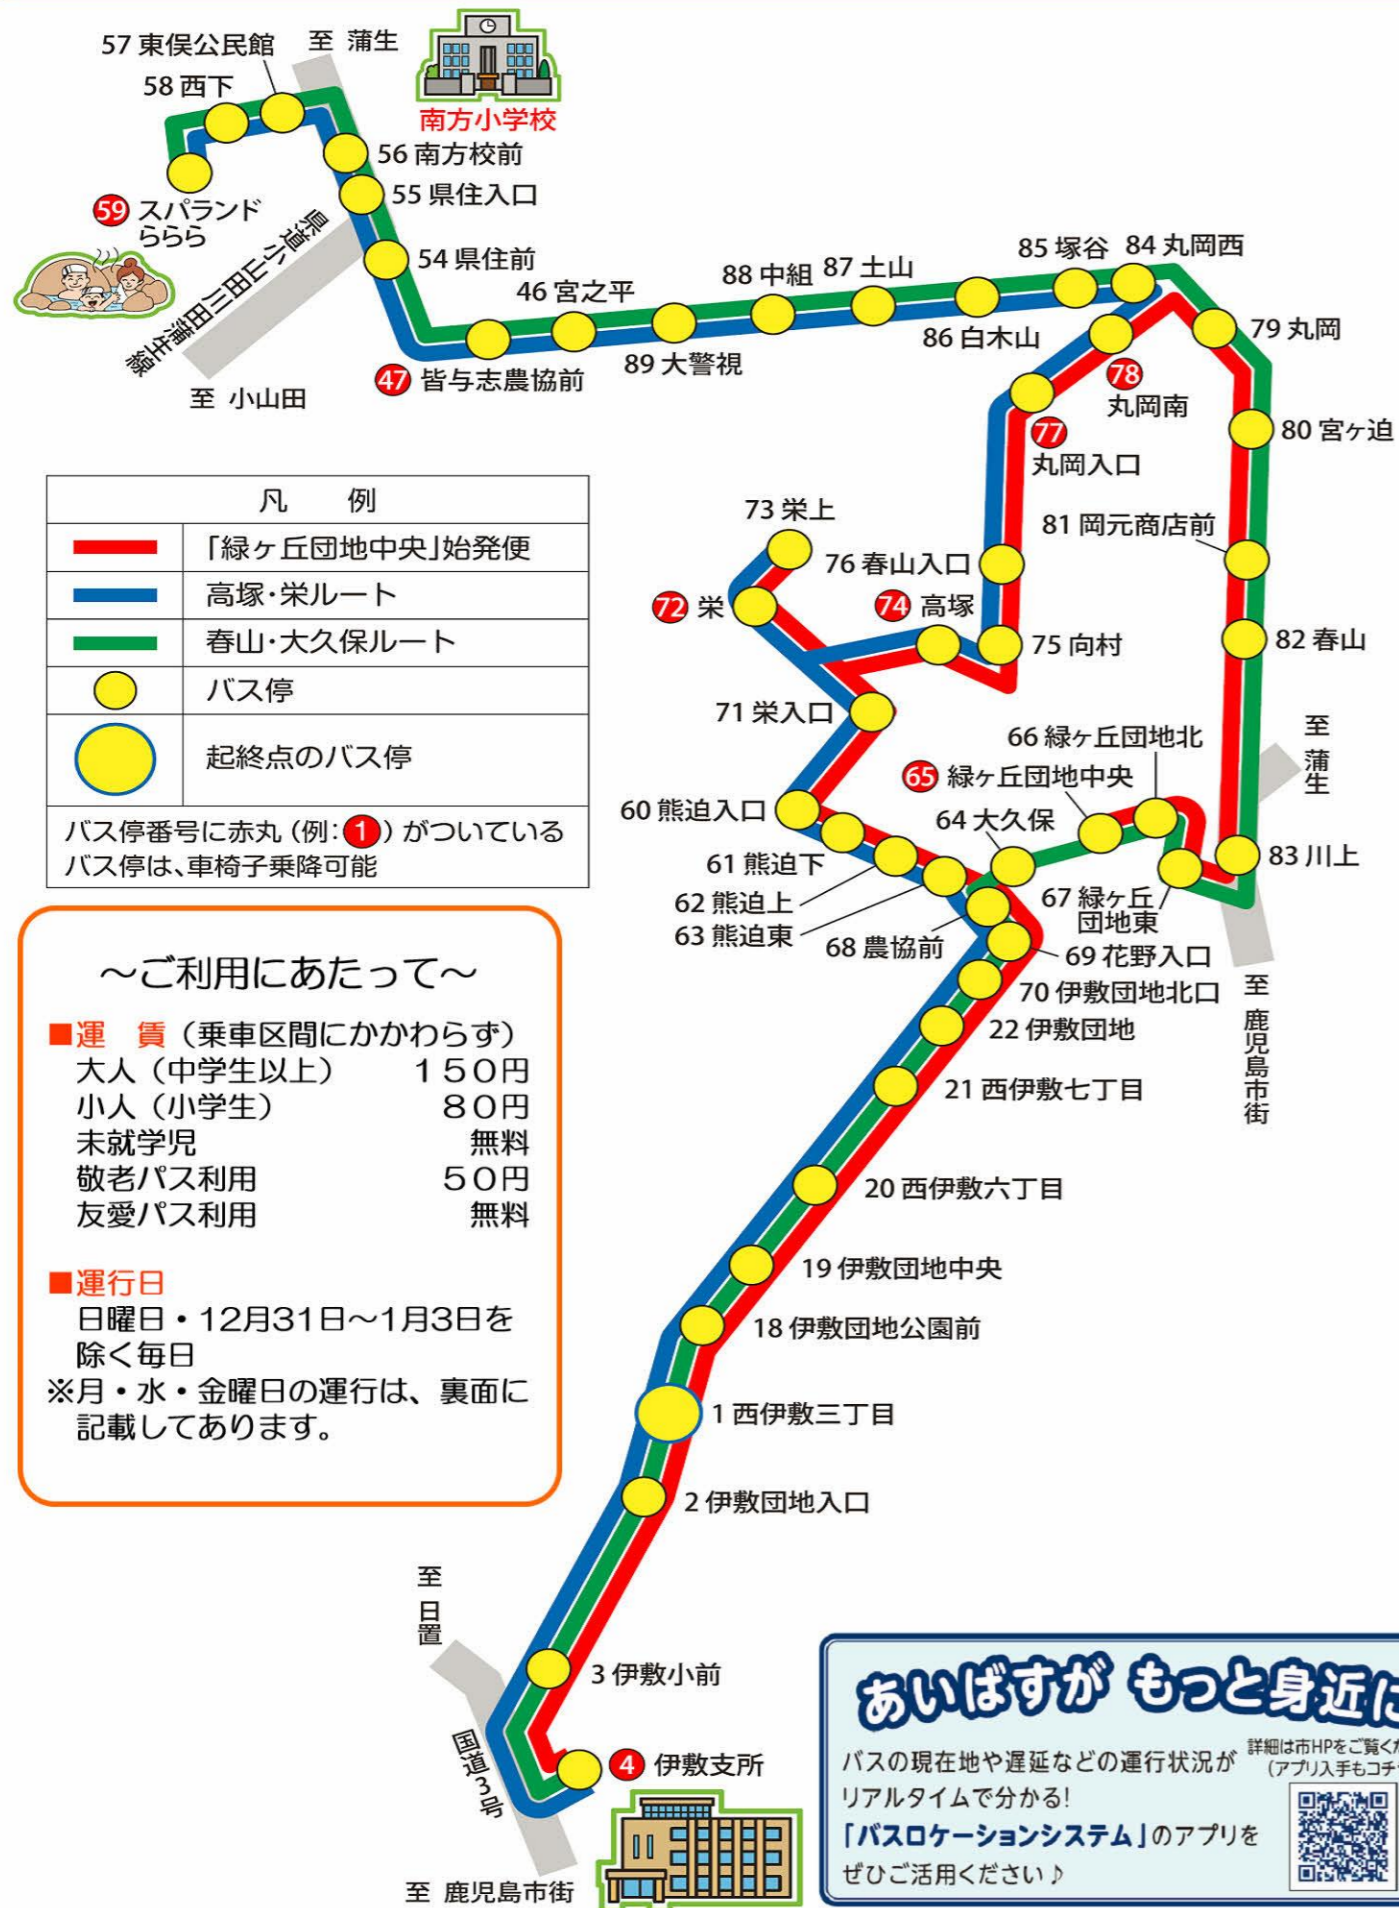 57 東俣公民館
至 蒲生
58 西下
南方小学校
56 南方校前
55 県住入口
59 スパランド
ららら
54 県住前
県道小山田川田蒲生線
至 小山田
47 皆与志農協前
46 宮之平
89 大警視
88 中組
87 土山
86 白木山
85 塚谷
84 丸岡西
79 丸岡
78
丸岡南
77
丸岡入口
80 宮ヶ迫
凡 例
「緑ヶ丘団地中央」始発便
高塚・栄ルート
春山・大久保ルート
バス停
起終点のバス停
バス停番号に赤丸（例：1）がついている
バス停は、車椅子乗降可能
73 栄上
81 岡元商店前
76 春山入口
72 栄
74 高塚
75 向村
82 春山
71 栄入口
66 緑ヶ丘団地北
至 蒲生
65 緑ヶ丘団地中央
60 熊迫入口
64 大久保
61 熊迫下
83 川上
62 熊迫上
67 緑ヶ丘
団地東
63 熊迫東
68 農協前
69 花野入口
70 伊敷団地北口
至 鹿児島市街
22 伊敷団地
21 西伊敷七丁目
20 西伊敷六丁目
19 伊敷団地中央
18 伊敷団地公園前
1 西伊敷三丁目
2 伊敷団地入口
～ご利用にあたって～
■運 賃（乗車区間にかかわらず）
大人（中学生以上） １５０円
小人（小学生） ８０円
未就学児 無料
敬老パス利用 ５０円
友愛パス利用 無料
■運行日
日曜日・12月31日～1月3日を
除く毎日
※月・水・金曜日の運行は、裏面に
記載してあります。
至 日置
3 伊敷小前
国道3号
4 伊敷支所
至 鹿児島市街
あいばすが もっと身近に
バスの現在地や遅延などの運行状況が
リアルタイムで分かる!
「バスロケーションシステム」のアプリを
ぜひご活用ください♪
詳細は市HPをご覧くだ
（アプリ入手もコチ